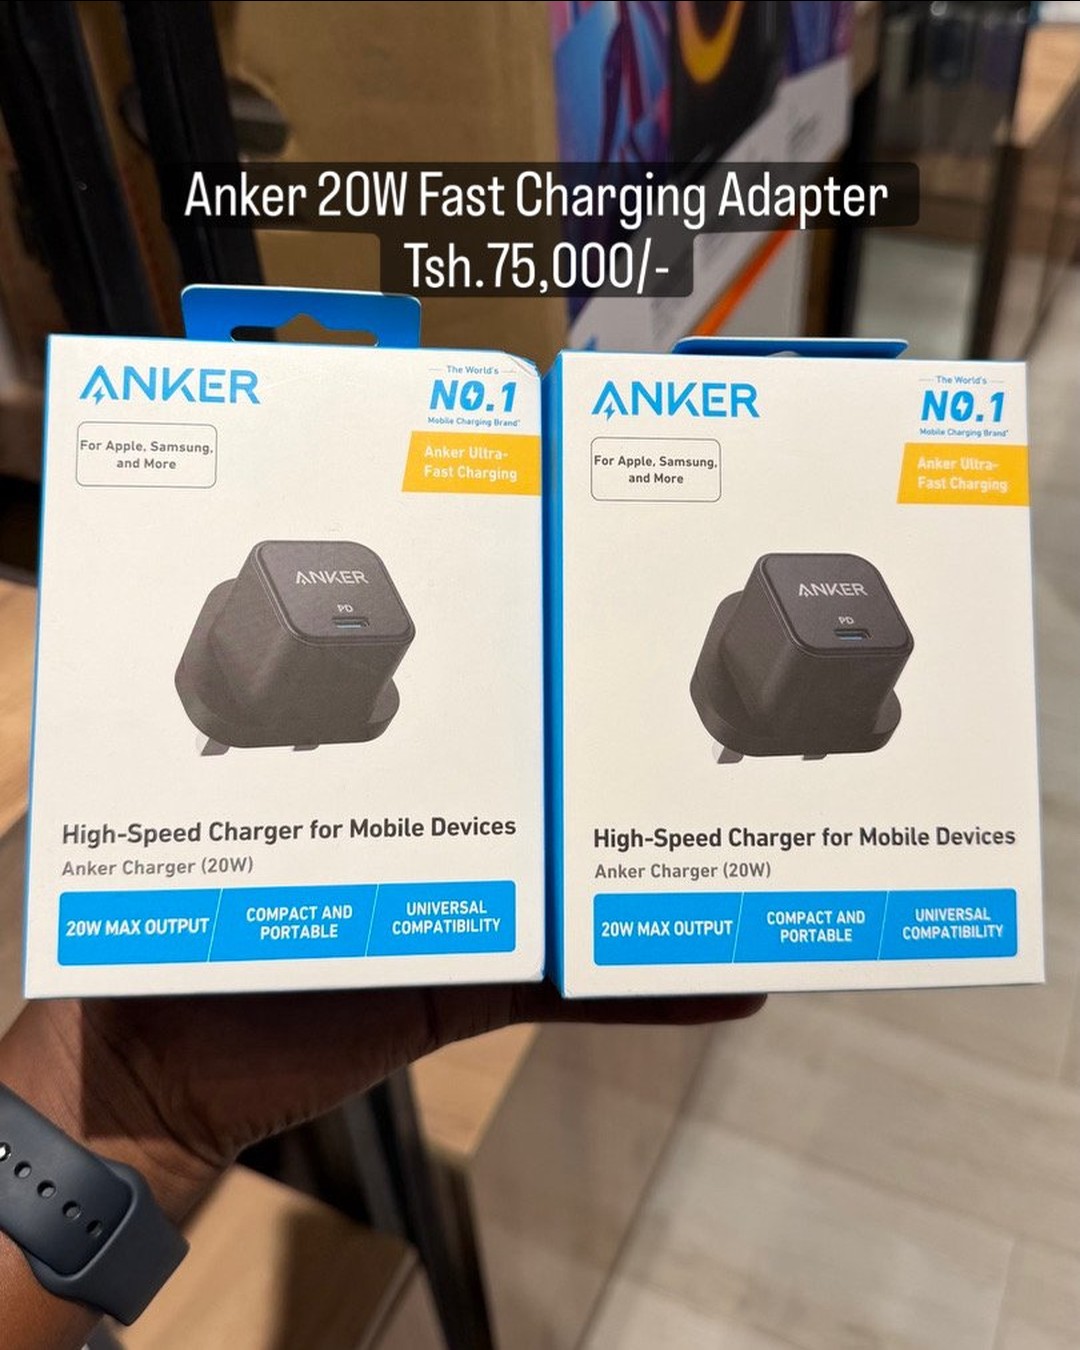 Anker 20W Fast Charging Adapter
Tsh.75,000/-
ANKER
The World's
NO.1
Mobile Charging Brand*
For Apple, Samsung,
and More
Anker Ultra-
Fast Charging
ANKER
PD
High-Speed Charger for Mobile Devices
Anker Charger (20W)
20W MAX OUTPUT
COMPACT AND
PORTABLE
UNIVERSAL
COMPATIBILITY
ANKER
The World's
NO.1
Mobile Charging Brand*
For Apple, Samsung,
and More
Anker Ultra-
Fast Charging
ANKER
PD
High-Speed Charger for Mobile Devices
Anker Charger (20W)
20W MAX OUTPUT
COMPACT AND
PORTABLE
UNIVERSAL
COMPATIBILITY